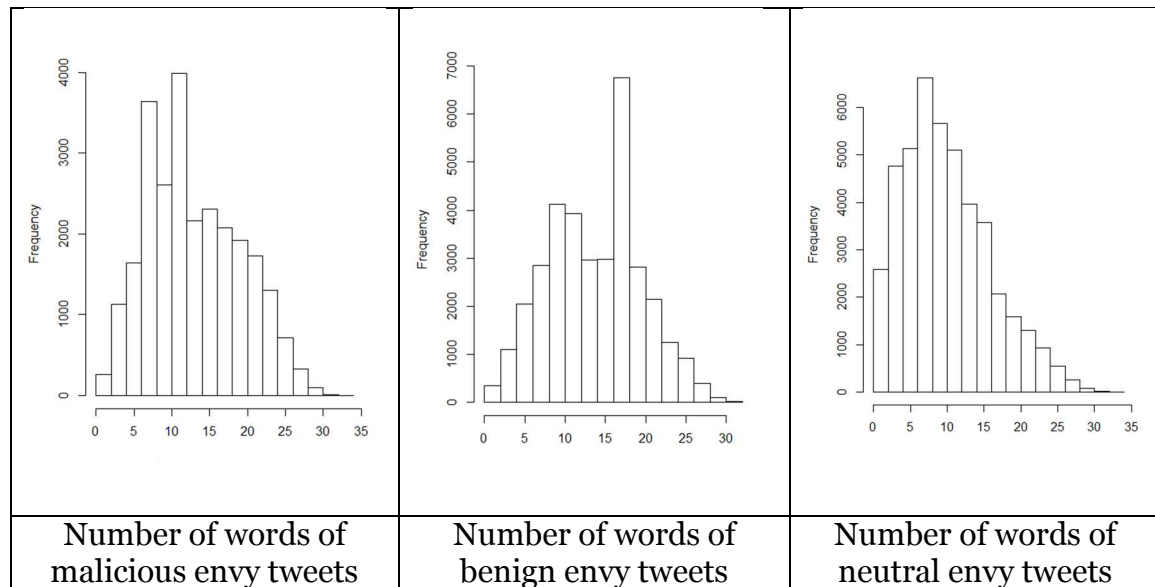 4000
3000
2000
1000
0
Frequency
0 5 10 15 20 25 30 35
7000
6000
5000
4000
3000
2000
1000
0
Frequency
0 5 10 15 20 25 30
6000
5000
4000
3000
2000
1000
0
Frequency
0 5 10 15 20 25 30 35
Number of words of
malicious envy tweets
Number of words of
benign envy tweets
Number of words of
neutral envy tweets